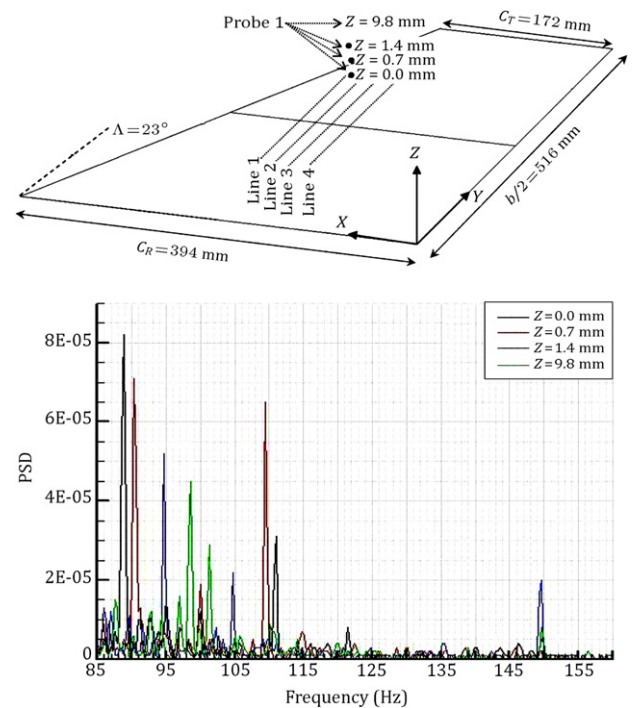 Probe 1
Z = 9.8 mm
Z = 1.4 mm
Z = 0.7 mm
Z = 0.0 mm
C_T=172 mm
Λ=23°
b/2=516 mm
Line 1
Line 2
Line 3
Line 4
Z
Y
X
C_R=394 mm
Z=0.0 mm
Z=0.7 mm
Z=1.4 mm
Z=9.8 mm
8E-05
6E-05
4E-05
2E-05
0
PSD
85 95 105 115 125 135 145 155
Frequency (Hz)